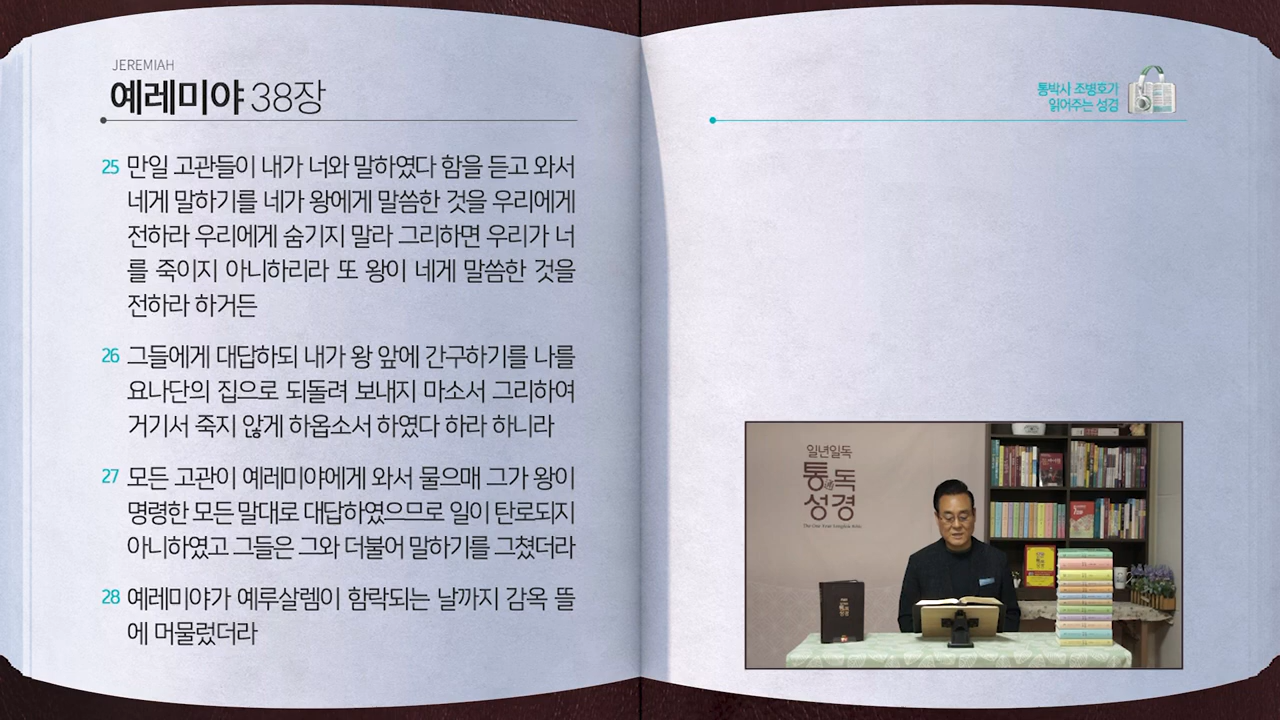 JEREMIAH
예레미야 38장
25 만일 고관들이 내가 너와 말하였다 함을 듣고 와서
네게 말하기를 네가 왕에게 말씀한 것을 우리에게
전하라 우리에게 숨기지 말라 그리하면 우리가 너
를 죽이지 아니하리라 또 왕이 네게 말씀한 것을
전하라 하거든
26 그들에게 대답하되 내가 왕 앞에 간구하기를 나를
요나단의 집으로 되돌려 보내지 마소서 그리하여
거기서 죽지 않게 하옵소서 하였다 하라 하니라
27 모든 고관이 예레미야에게 와서 물으매 그가 왕이
명령한 모든 말대로 대답하였으므로 일이 탄로되지
아니하였고 그들은 그와 더불어 말하기를 그쳤더라
28 예레미야가 예루살렘이 함락되는 날까지 감옥 뜰
에 머물렀더라
통박사 조병호가
읽어주는 성경
일년일독
통독
성경